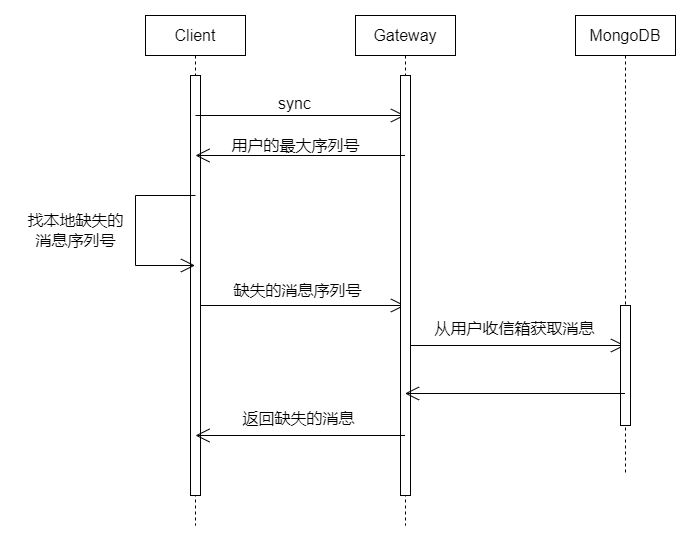 Client
Gateway
MongoDB
sync
用户的最大序列号
找本地缺失的
消息序列号
缺失的消息序列号
从用户收信箱获取消息
返回缺失的消息